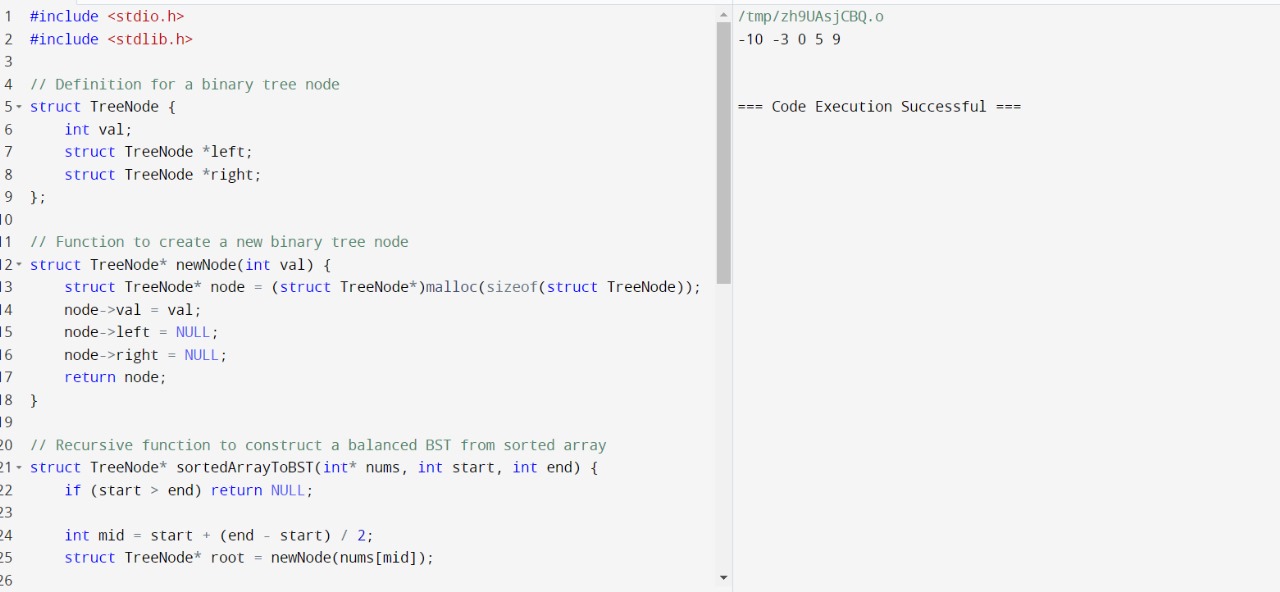 1 #include <stdio.h>
2 #include <stdlib.h>
3
4 // Definition for a binary tree node
5 struct TreeNode {
6     int val;
7     struct TreeNode *left;
8     struct TreeNode *right;
9 };
10
11 // Function to create a new binary tree node
12 struct TreeNode* newNode(int val) {
13     struct TreeNode* node = (struct TreeNode*)malloc(sizeof(struct TreeNode));
14     node->val = val;
15     node->left = NULL;
16     node->right = NULL;
17     return node;
18 }
19
20 // Recursive function to construct a balanced BST from sorted array
21 struct TreeNode* sortedArrayToBST(int* nums, int start, int end) {
22     if (start > end) return NULL;
23
24     int mid = start + (end - start) / 2;
25     struct TreeNode* root = newNode(nums[mid]);
26
/tmp/zh9UAsjCBQ.o
-10 -3 0 5 9
=== Code Execution Successful ===